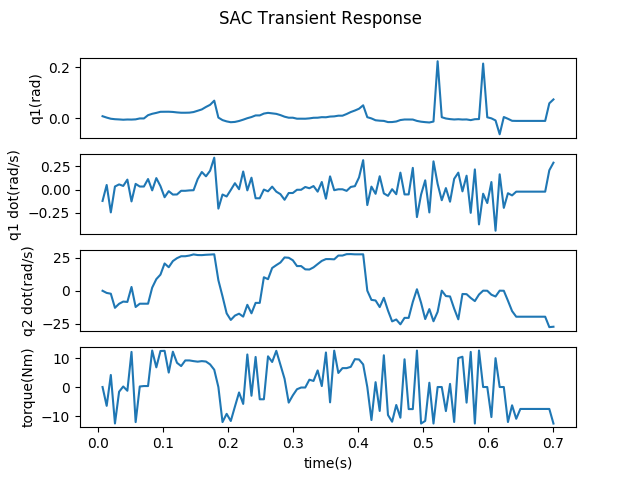 SAC Transient Response
q1(rad)
0.2
0.0
q1 dot(rad/s)
0.25
0.00
−0.25
q2 dot(rad/s)
25
0
−25
torque(Nm)
10
0
−10
0.0 0.1 0.2 0.3 0.4 0.5 0.6 0.7
time(s)